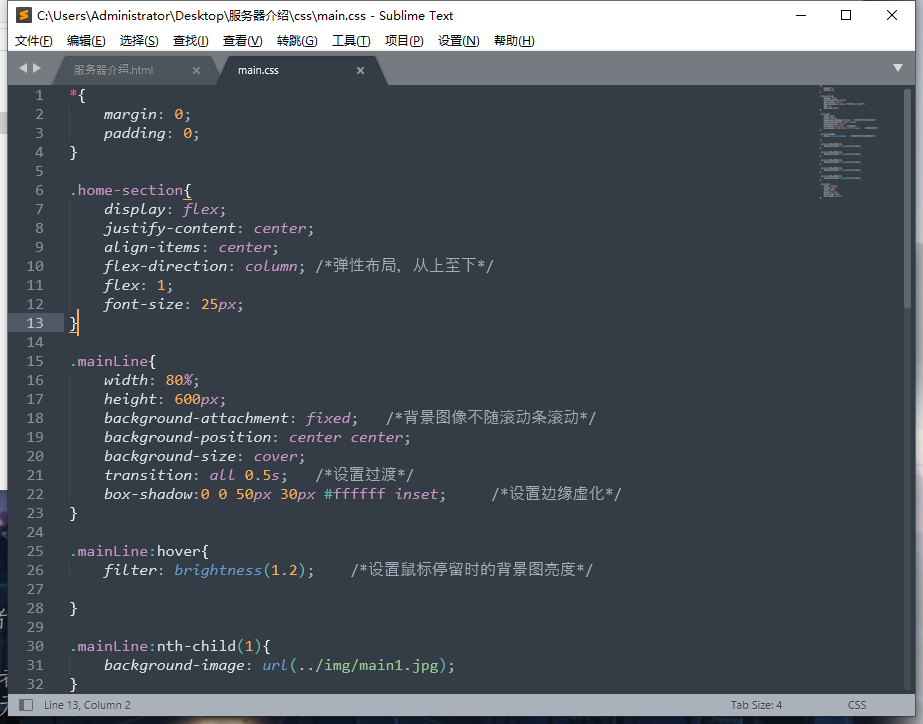 C:\Users\Administrator\Desktop\服务器介绍\css\main.css - Sublime Text
文件(F) 编辑(E) 选择(S) 查找(I) 查看(V) 转跳(G) 工具(T) 项目(P) 设置(N) 帮助(H)
服务器介绍.html main.css
1 *{
2 margin: 0;
3 padding: 0;
4 }
5
6 .home-section{
7 display: flex;
8 justify-content: center;
9 align-items: center;
10 flex-direction: column; /*弹性布局，从上至下*/
11 flex: 1;
12 font-size: 25px;
13 }
14
15 .mainLine{
16 width: 80%;
17 height: 600px;
18 background-attachment: fixed; /*背景图像不随滚动条滚动*/
19 background-position: center center;
20 background-size: cover;
21 transition: all 0.5s; /*设置过渡*/
22 box-shadow:0 0 50px 30px #ffffff inset; /*设置边缘虚化*/
23 }
24
25 .mainLine:hover{
26 filter: brightness(1.2); /*设置鼠标停留时的背景图亮度*/
27
28 }
29
30 .mainLine:nth-child(1){
31 background-image: url(../img/main1.jpg);
32 }
Line 13, Column 2 Tab Size: 4 CSS